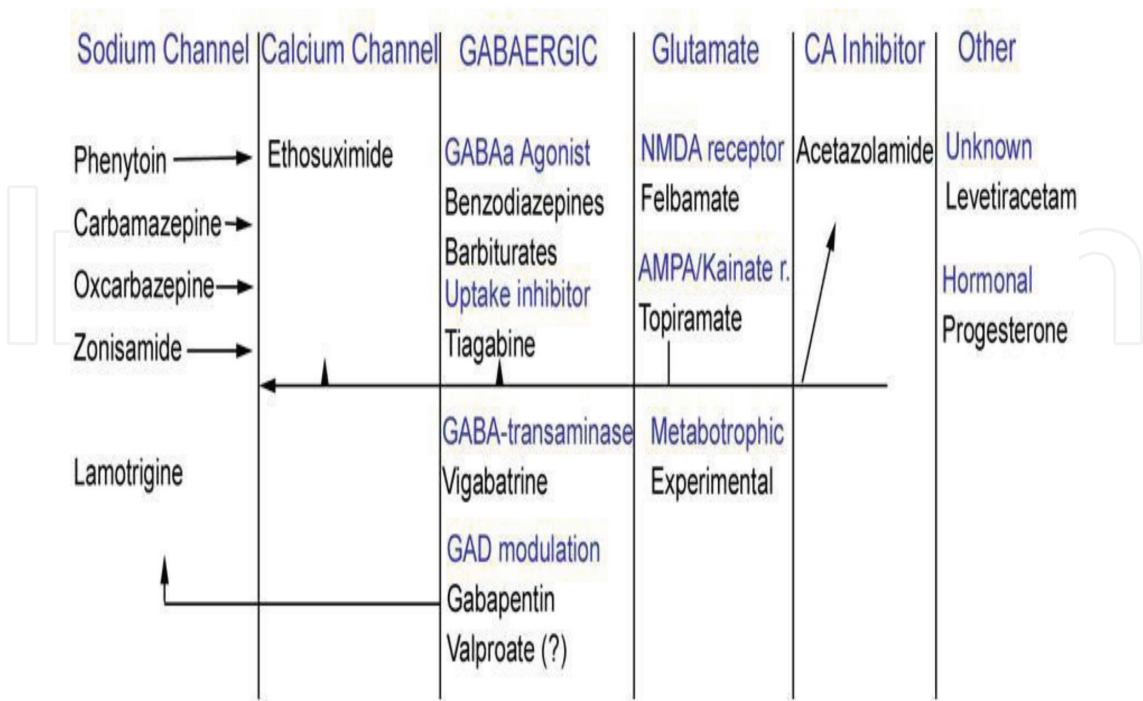 Sodium Channel
Calcium Channel
GABAERGIC
Glutamate
CA Inhibitor
Other
Phenytoin
Carbamazepine
Oxcarbazepine
Zonisamide
Lamotrigine
Ethosuximide
GABAa Agonist
Benzodiazepines
Barbiturates
Uptake inhibitor
Tiagabine
GABA-transaminase
Vigabatrine
GAD modulation
Gabapentin
Valproate (?)
NMDA receptor
Felbamate
AMPA/Kainate r.
Topiramate
Metabotrophic
Experimental
Acetazolamide
Unknown
Levetiracetam
Hormonal
Progesterone